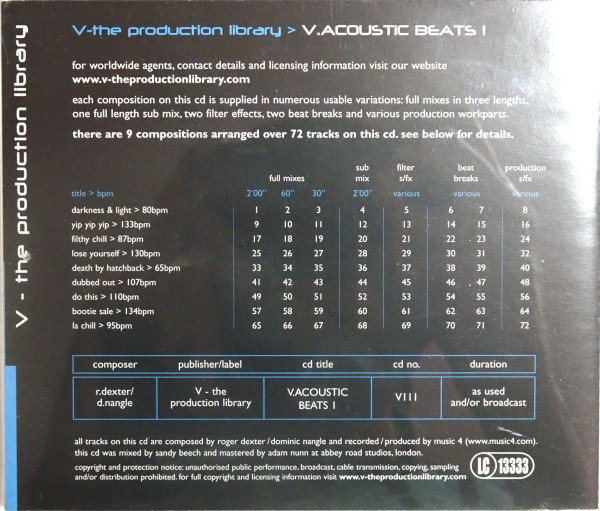 V - the production library
V-the production library > V.ACOUSTIC BEATS 1
for worldwide agents, contact details and licensing information visit our website
www.v-theproductionlibrary.com
each composition on this cd is supplied in numerous usable variations: full mixes in three lengths,
one full length sub mix, two filter effects, two beat breaks and various production workparts.
there are 9 compositions arranged over 72 tracks on this cd. see below for details.
full mixes sub mix filter s/fx beat breaks production s/fx
title > bpm 2'00" 60" 30" 2'00" various various various
darkness & light > 80bpm 1 2 3 4 5 6 7 8
yip yip yip > 133bpm 9 10 11 12 13 14 15 16
filthy chill > 87bpm 17 18 19 20 21 22 23 24
lose yourself > 130bpm 25 26 27 28 29 30 31 32
death by hatchback > 65bpm 33 34 35 36 37 38 39 40
dubbed out > 107bpm 41 42 43 44 45 46 47 48
do this > 110bpm 49 50 51 52 53 54 55 56
bootie sale > 134bpm 57 58 59 60 61 62 63 64
la chill > 95bpm 65 66 67 68 69 70 71 72
composer publisher/label cd title cd no. duration
r.dexter/ d.nangle V - the production library V.ACOUSTIC BEATS 1 VIII as used and/or broadcast
all tracks on this cd are composed by roger dexter/dominic nangle and recorded/produced by music 4 (www.music4.com).
this cd was mixed by sandy beech and mastered by adam nunn at abbey road studios, london.
copyright and protection notice: unauthorised public performance, broadcast, cable transmission, copying, sampling
and/or distribution prohibited. for full copyright and licensing information visit www.v-theproductionlibrary.com
LC 13333